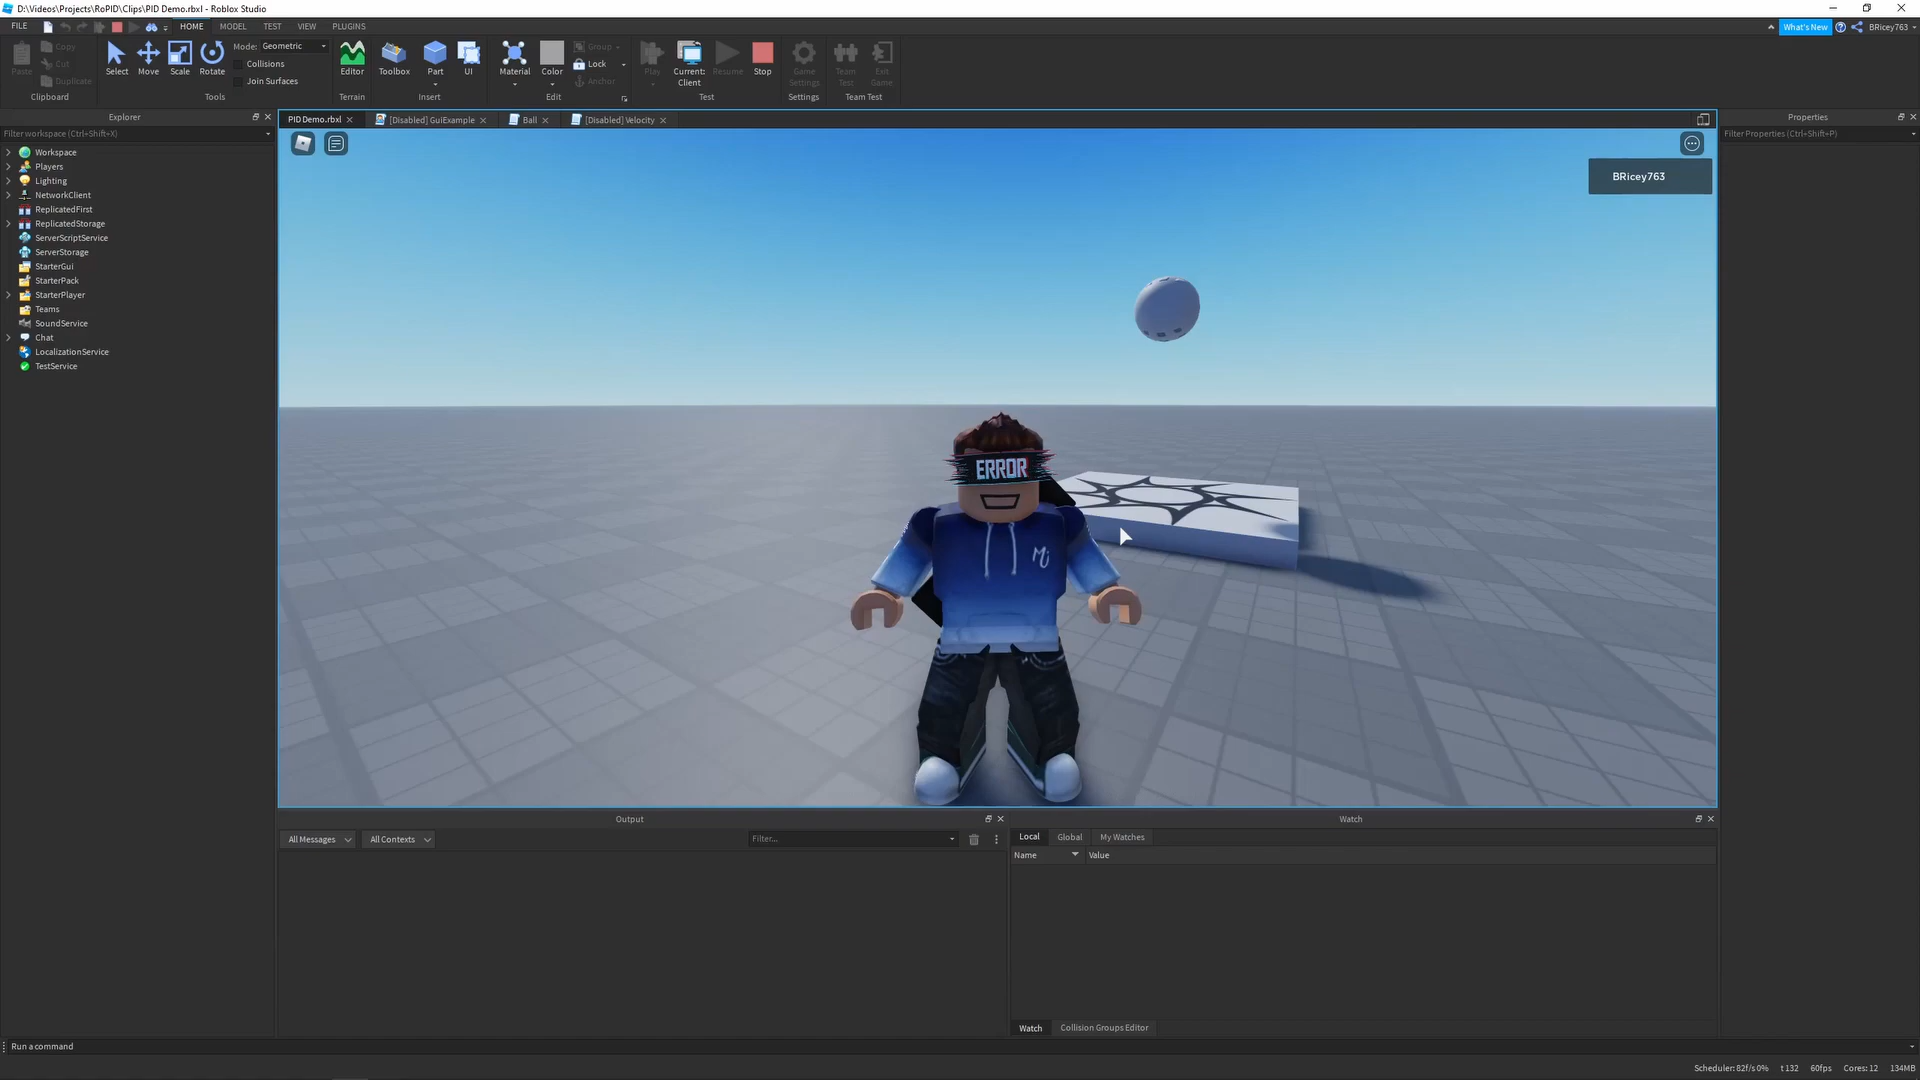 D:\Videos\Projects\RoPID\Clips\PID Demo.rbxl - Roblox Studio
FILE HOME MODEL TEST VIEW PLUGINS What's New BRicey763
Paste Copy Cut Duplicate
Clipboard
Select Move Scale Rotate Mode: Geometric
Collisions
Join Surfaces
Tools
Editor
Terrain
Toolbox Part UI
Insert
Material Color Group Lock Anchor
Edit
Play Current: Client Resume Stop
Test
Game Settings
Settings
Team Test Exit Game
Team Test
Explorer
Filter workspace (Ctrl+Shift+X)
Workspace
Players
Lighting
NetworkClient
ReplicatedFirst
ReplicatedStorage
ServerScriptService
ServerStorage
StarterGui
StarterPack
StarterPlayer
Teams
SoundService
Chat
LocalizationService
TestService
PID Demo.rbxl [Disabled] GuiExample Ball [Disabled] Velocity
BRicey763
ERROR
Mj
Properties
Filter Properties (Ctrl+Shift+P)
Output
All Messages All Contexts Filter...
Watch
Local Global My Watches
Name Value
Watch Collision Groups Editor
Run a command
Scheduler: 82f/s 0% t 132 60fps Cores: 12 134MB